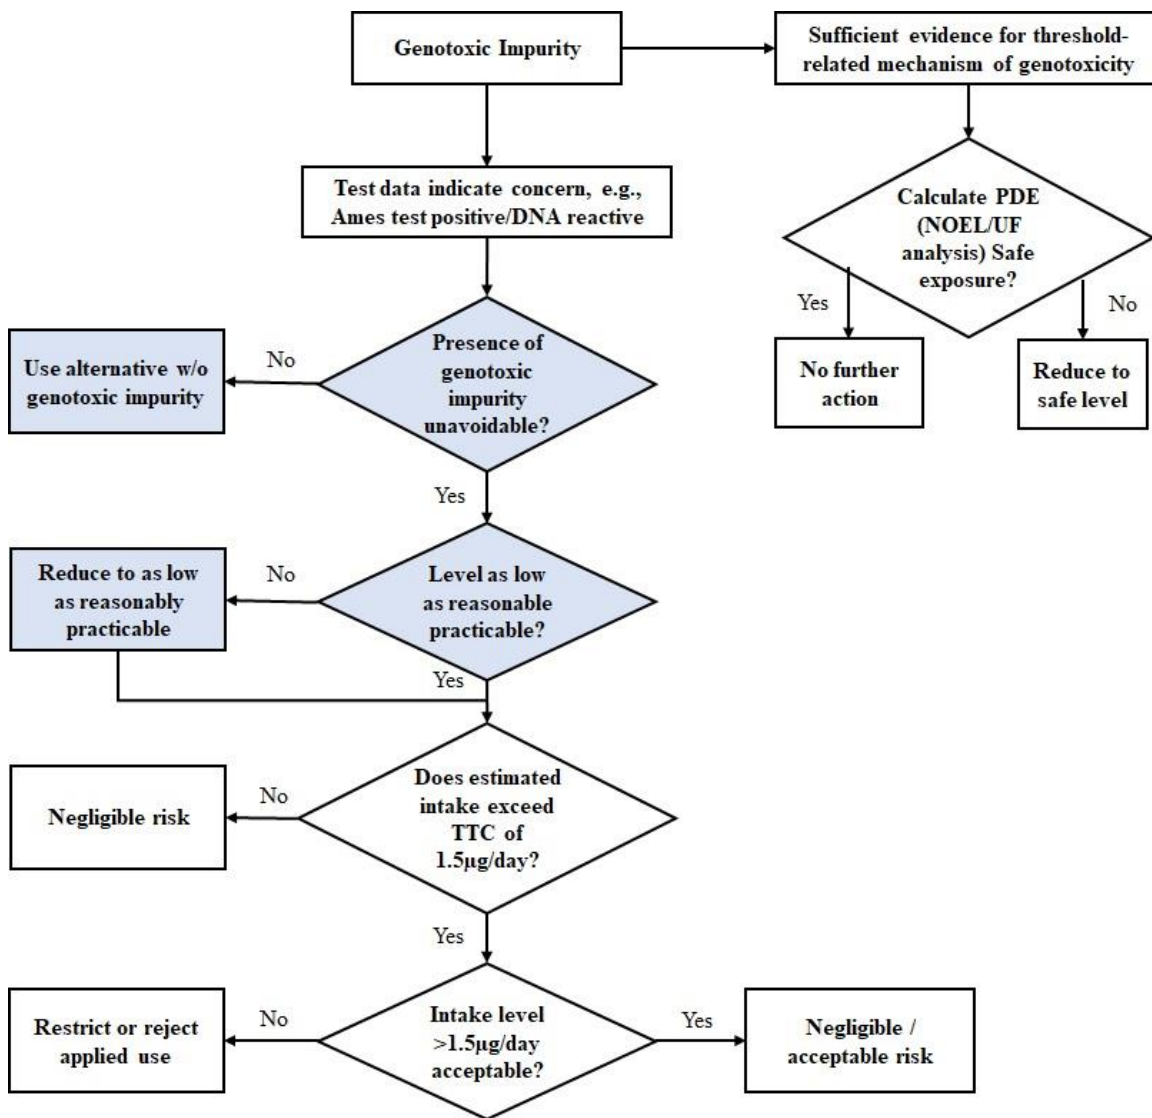 Genotoxic Impurity
Sufficient evidence for threshold-
related mechanism of genotoxicity
Test data indicate concern, e.g.,
Ames test positive/DNA reactive
Calculate PDE
(NOEL/UF
analysis) Safe
exposure?
Yes
No
No further
action
Reduce to
safe level
Presence of
genotoxic
impurity
unavoidable?
No
Use alternative w/o
genotoxic impurity
Yes
Level as low
as reasonable
practicable?
No
Reduce to as low
as reasonably
practicable
Yes
Does estimated
intake exceed
TTC of
1.5µg/day?
No
Negligible risk
Yes
Intake level
>1.5µg/day
acceptable?
No
Restrict or reject
applied use
Yes
Negligible /
acceptable risk